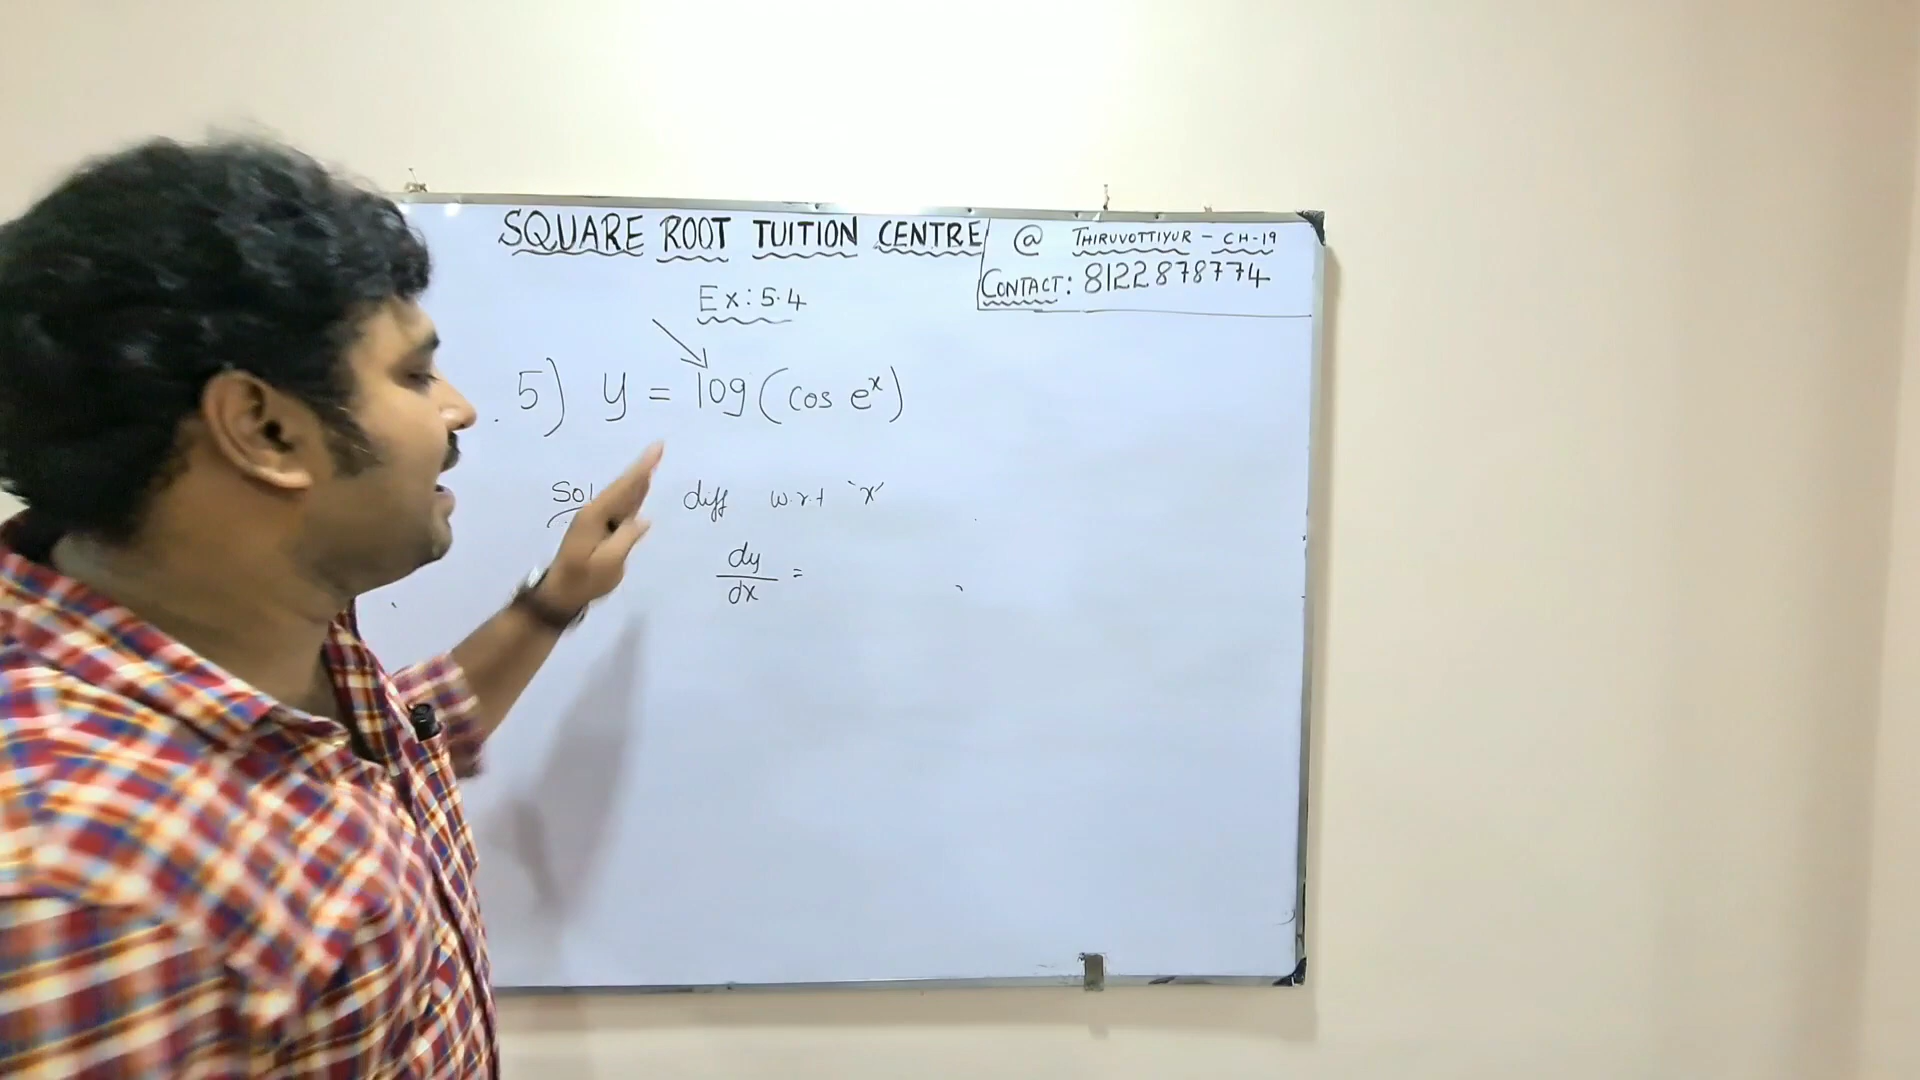 SQUARE ROOT TUITION CENTRE @ THIRUVOTTIYUR - CH-19
CONTACT: 8122878774
Ex: 5.4
5) y = log(cos eˣ)
diff w.r.t 'x'
dy/dx =